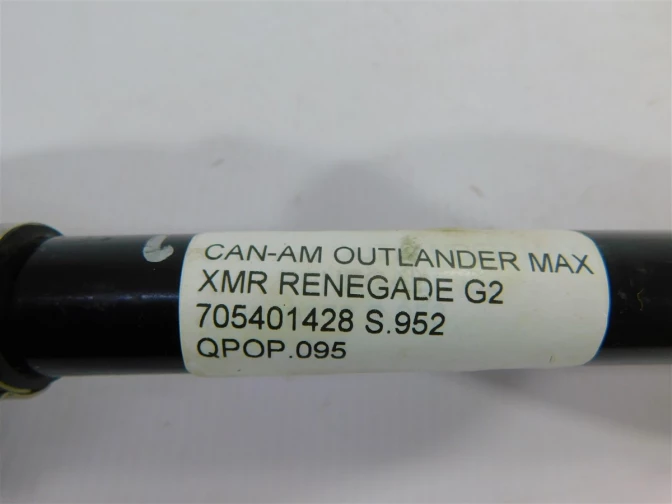 CAN-AM OUTLANDER MAX
XMR RENEGADE G2
705401428 S.952
QPOP.095